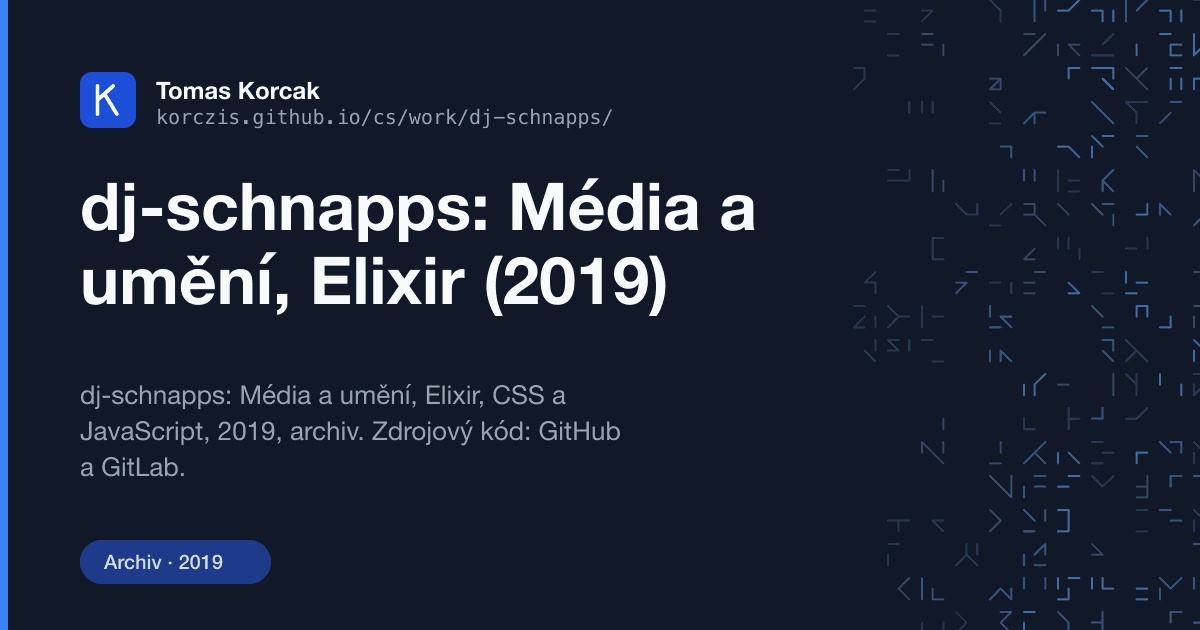 K
Tomas Korcak
korczis.github.io/cs/work/dj-schnapps/
dj-schnapps: Média a
umění, Elixir (2019)
dj-schnapps: Média a umění, Elixir, CSS a
JavaScript, 2019, archiv. Zdrojový kód: GitHub
a GitLab.
Archiv · 2019